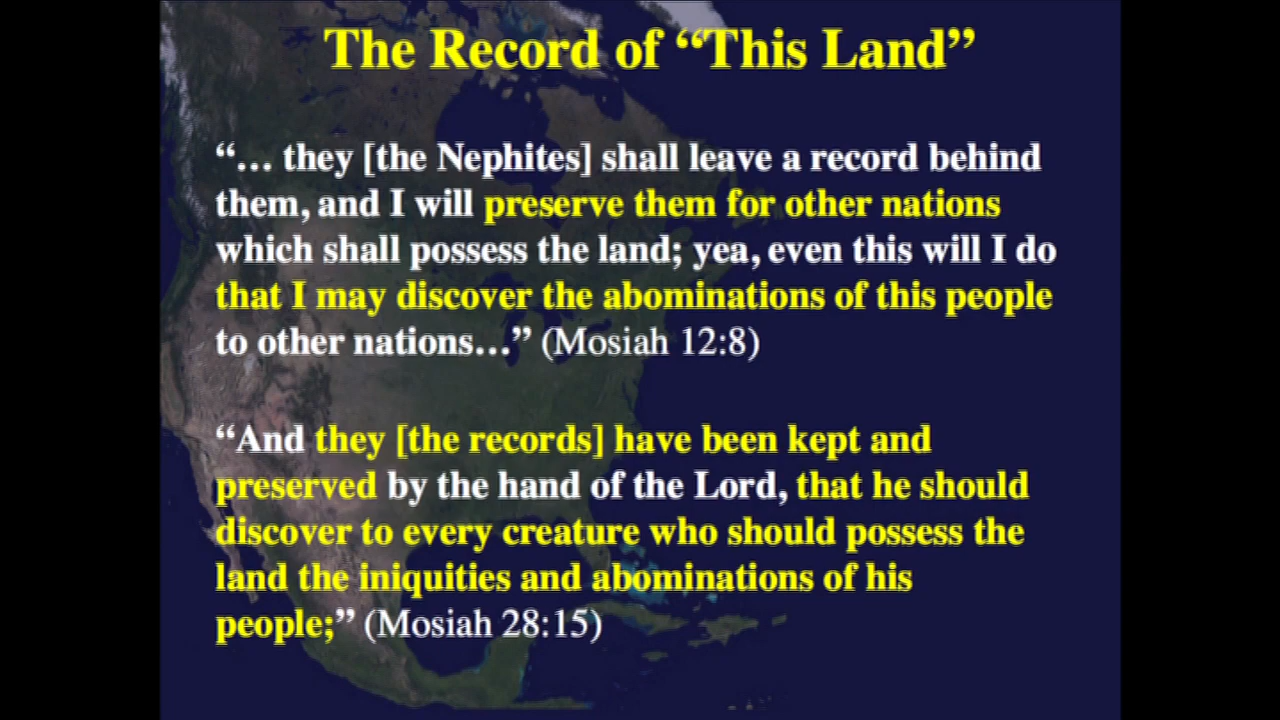 The Record of “This Land”
“… they [the Nephites] shall leave a record behind
them, and I will preserve them for other nations
which shall possess the land; yea, even this will I do
that I may discover the abominations of this people
to other nations…” (Mosiah 12:8)
“And they [the records] have been kept and
preserved by the hand of the Lord, that he should
discover to every creature who should possess the
land the iniquities and abominations of his
people;” (Mosiah 28:15)